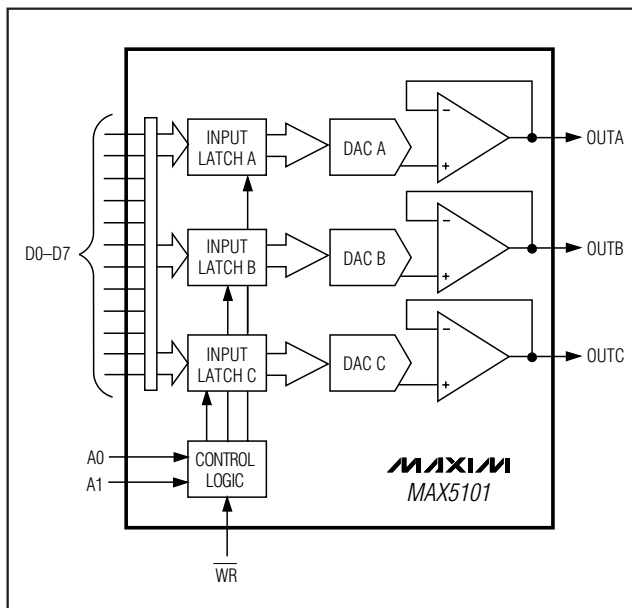 INPUT
LATCH A
DAC A
−
+
OUTA
D0–D7
INPUT
LATCH B
DAC B
−
+
OUTB
INPUT
LATCH C
DAC C
−
+
OUTC
A0
A1
CONTROL
LOGIC
MAXIM
MAX5101
WR